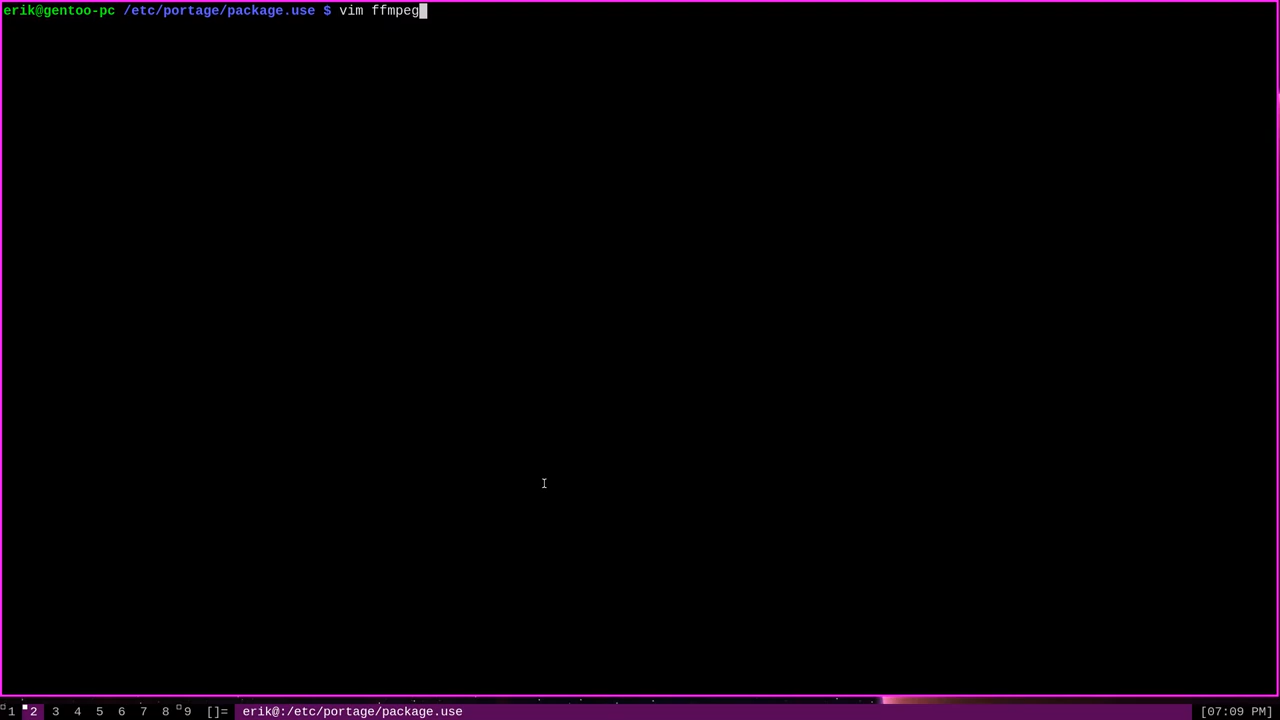 erik@gentoo-pc /etc/portage/package.use $ vim ffmpeg
1 2 3 4 5 6 7 8 9 []= erik@:/etc/portage/package.use [07:09 PM]